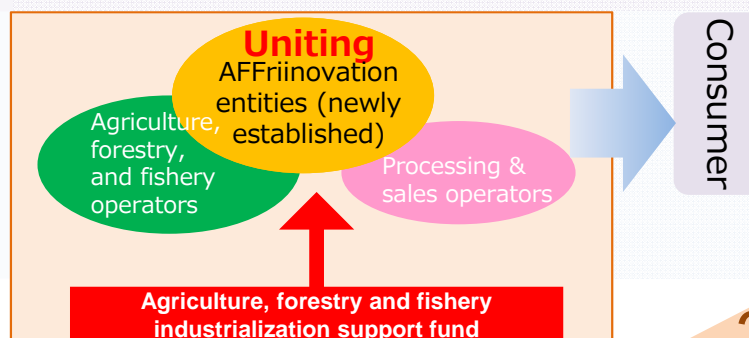 Uniting
AFFriinovation
entities (newly
established)
Agriculture,
forestry,
and fishery
operators
Processing &
sales operators
Consumer
Agriculture, forestry and fishery
industrialization support fund